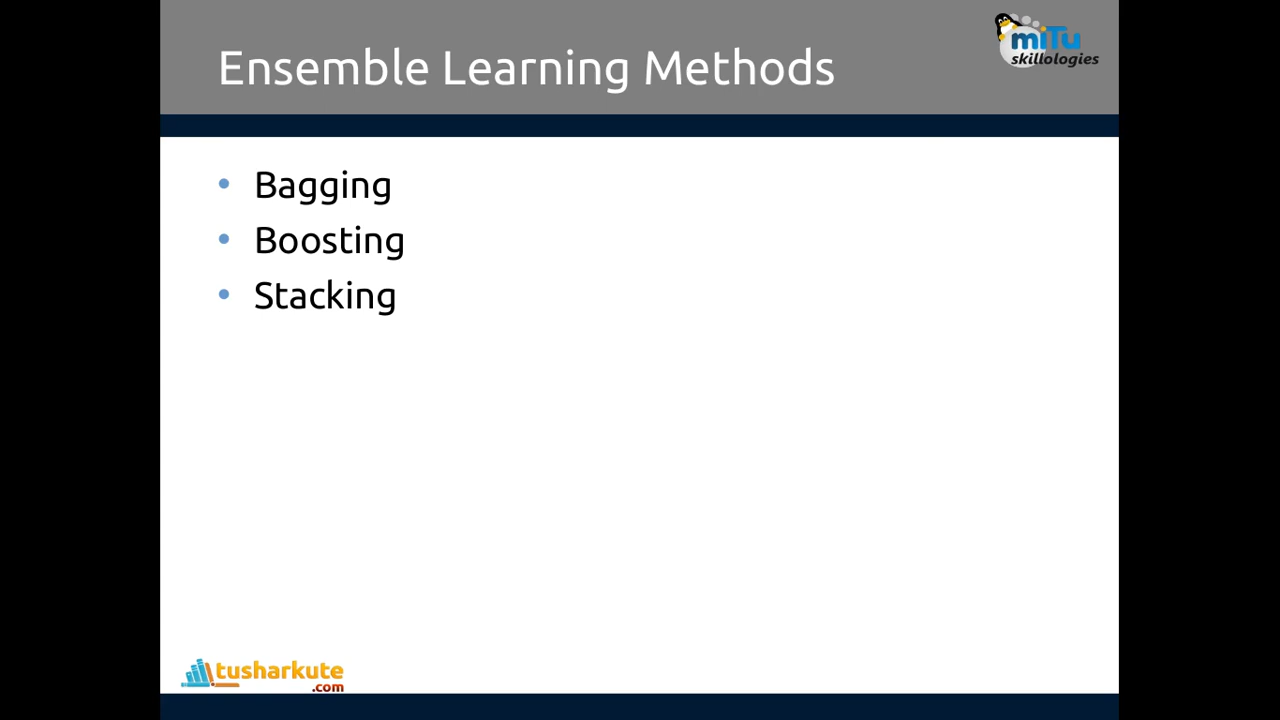 Ensemble Learning Methods
miTu
skillologies
• Bagging
• Boosting
• Stacking
tusharkute
.com